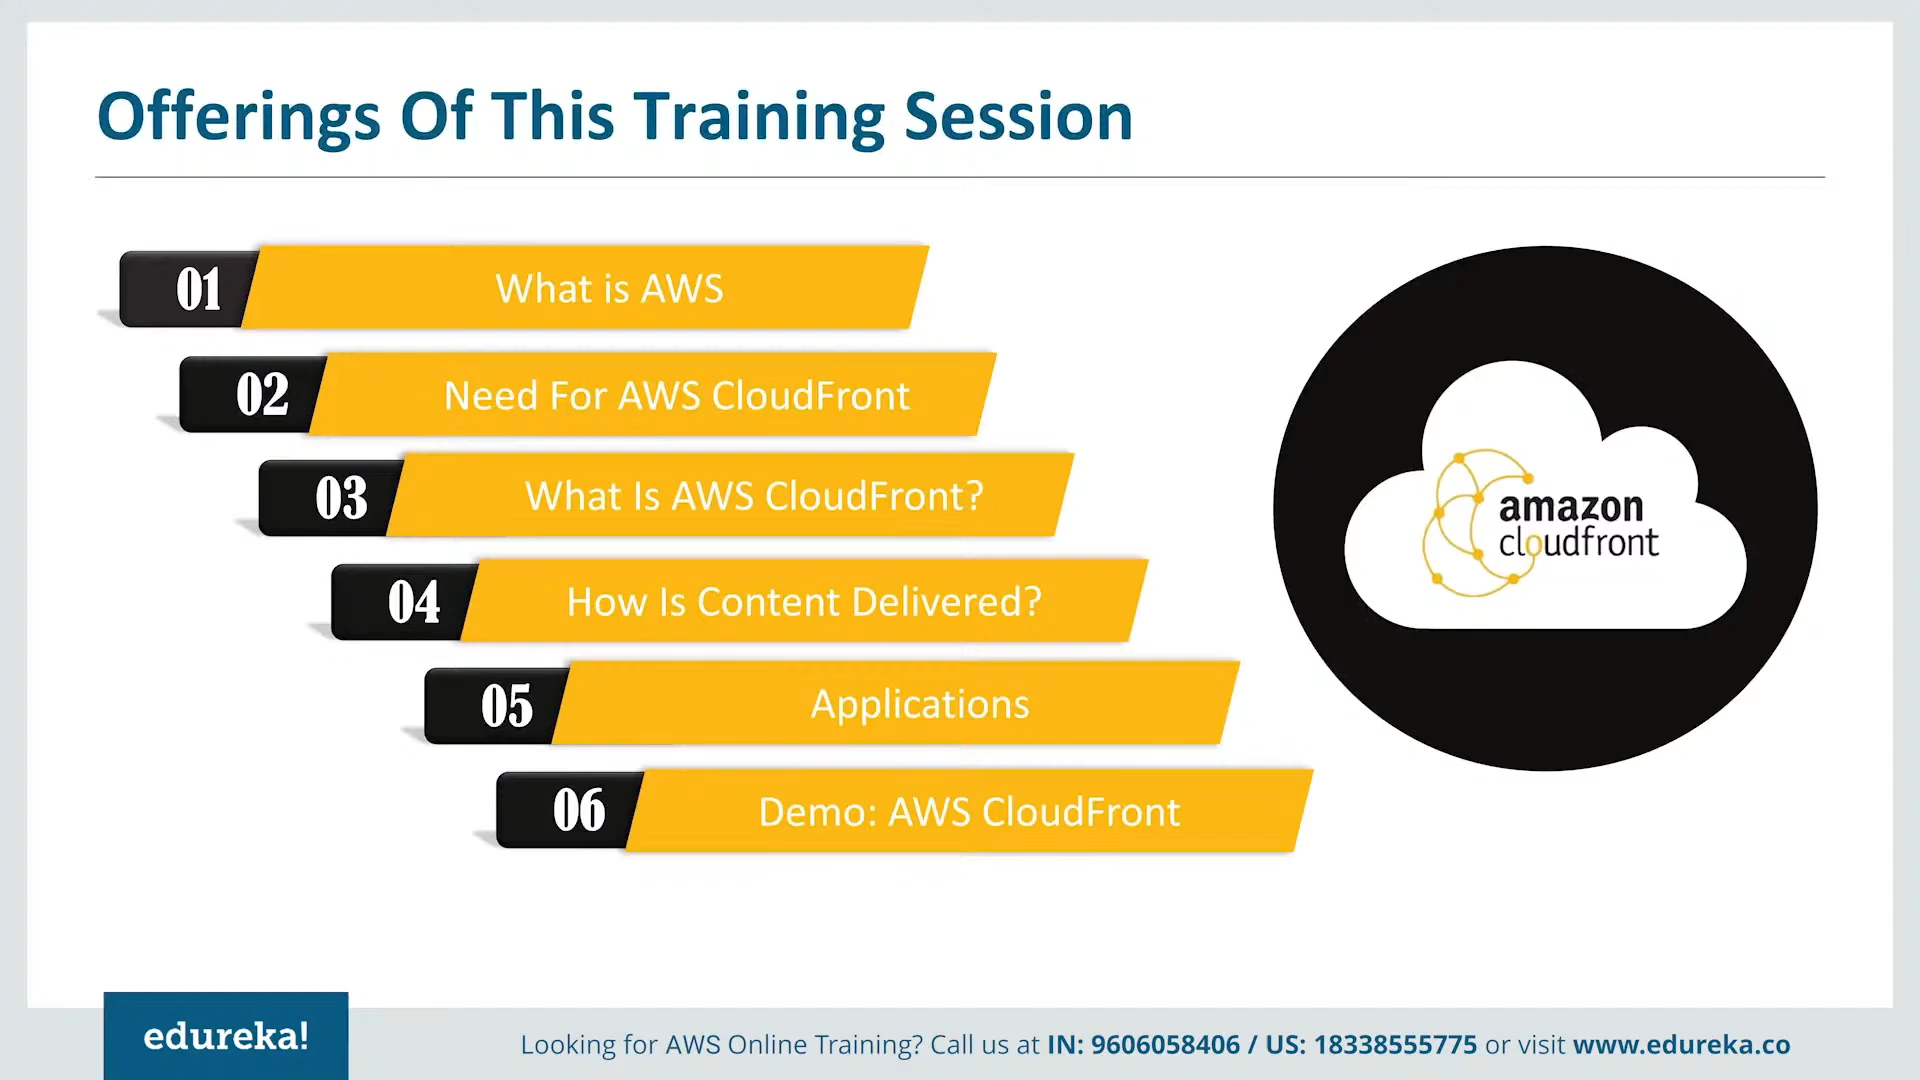 Offerings Of This Training Session
01 What is AWS
02 Need For AWS CloudFront
03 What Is AWS CloudFront?
04 How Is Content Delivered?
05 Applications
06 Demo: AWS CloudFront
amazon
cloudfront
edureka!
Looking for AWS Online Training? Call us at IN: 9606058406 / US: 18338555775 or visit www.edureka.co